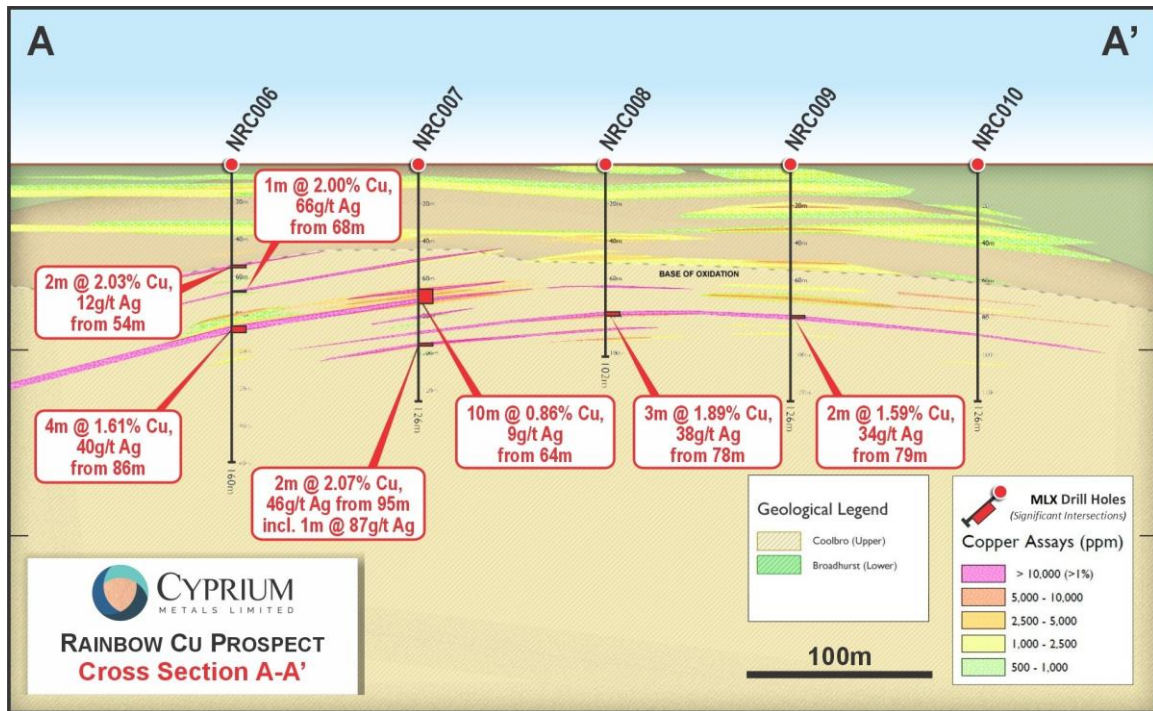 A
A'
NRC006
NRC007
NRC008
NRC009
NRC010
1m @ 2.00% Cu,
66g/t Ag
from 68m
2m @ 2.03% Cu,
12g/t Ag
from 54m
4m @ 1.61% Cu,
40g/t Ag
from 86m
2m @ 2.07% Cu,
46g/t Ag from 95m
incl. 1m @ 87g/t Ag
10m @ 0.86% Cu,
9g/t Ag
from 64m
3m @ 1.89% Cu,
38g/t Ag
from 78m
2m @ 1.59% Cu,
34g/t Ag
from 79m
BASE OF OXIDATION
160m
126m
102m
126m
126m
CYPRIUM
METALS LIMITED
RAINBOW CU PROSPECT
Cross Section A-A'
Geological Legend
Coolbro (Upper)
Broadhurst (Lower)
100m
MLX Drill Holes
(Significant Intersections)
Copper Assays (ppm)
> 10,000 (>1%)
5,000 - 10,000
2,500 - 5,000
1,000 - 2,500
500 - 1,000